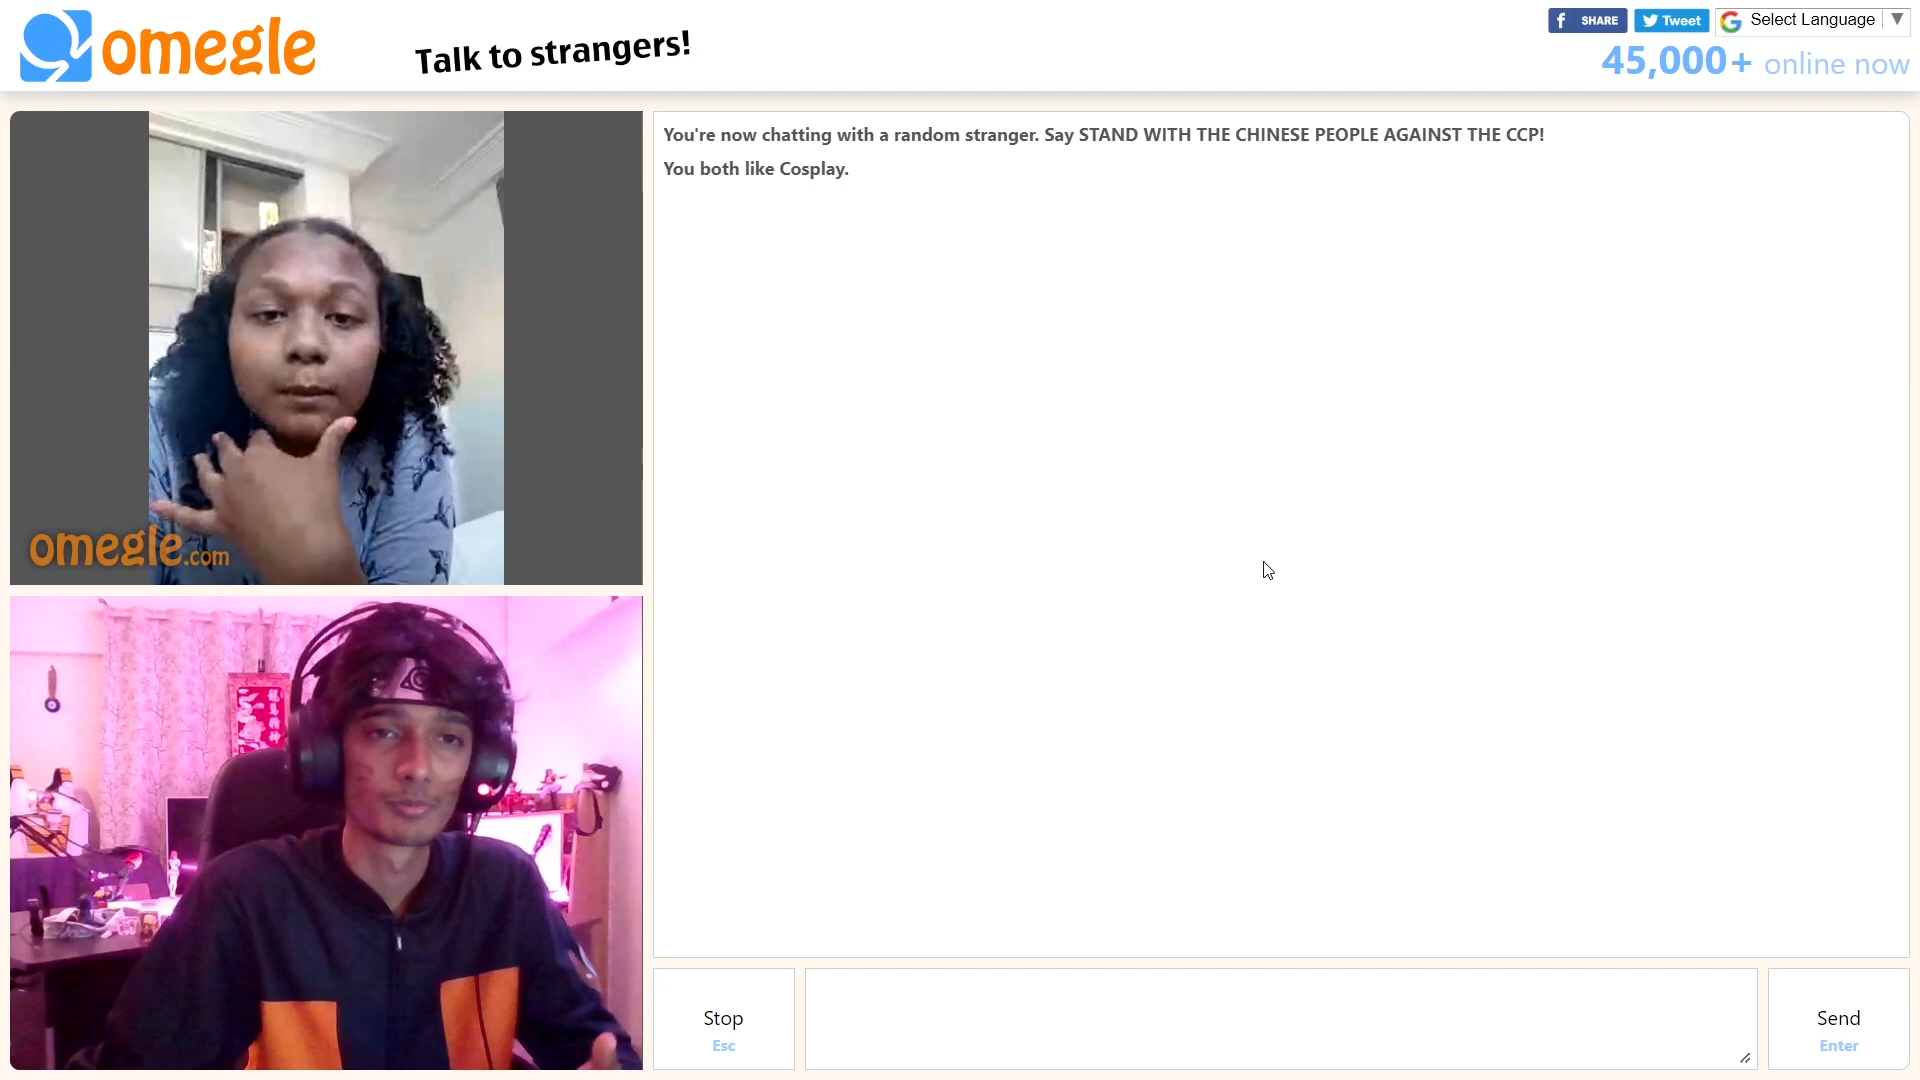 omegle
Talk to strangers!
SHARE
Tweet
Select Language
45,000+ online now
You're now chatting with a random stranger. Say STAND WITH THE CHINESE PEOPLE AGAINST THE CCP!
You both like Cosplay.
omegle.com
Stop
Esc
Send
Enter